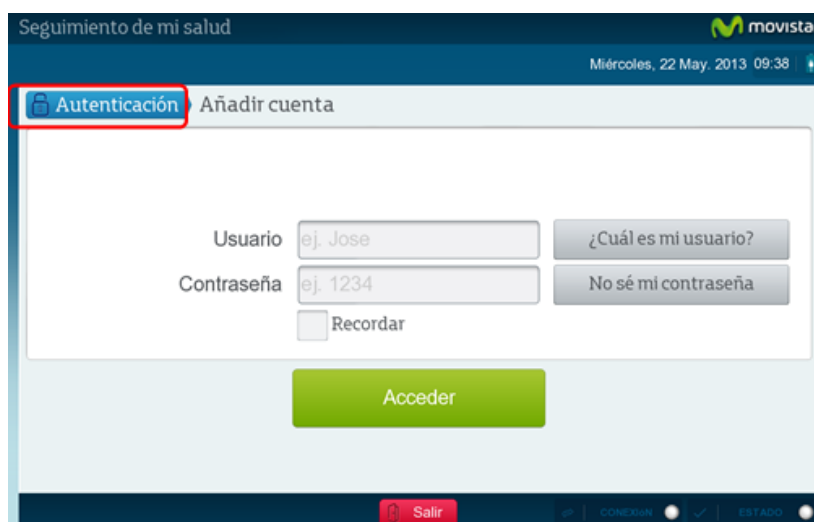 Seguimiento de mi salud
movista
Miércoles, 22 May. 2013 09:38
Autenticación Añadir cuenta
Usuario ej. Jose ¿Cuál es mi usuario?
Contraseña ej. 1234 No sé mi contraseña
Recordar
Acceder
Salir CONEXIÓN ESTADO